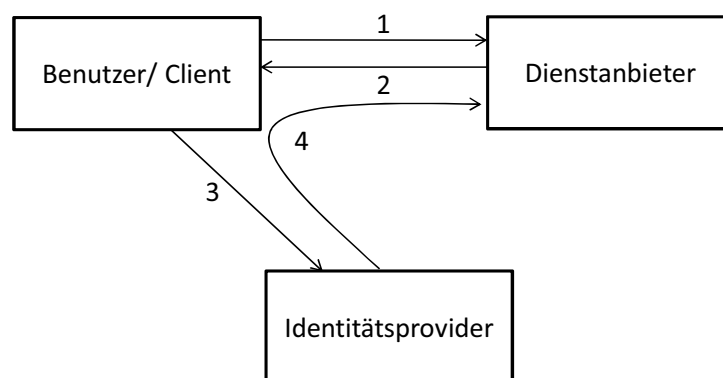 1
Benutzer/ Client
Dienstanbieter
2
4
3
Identitätsprovider